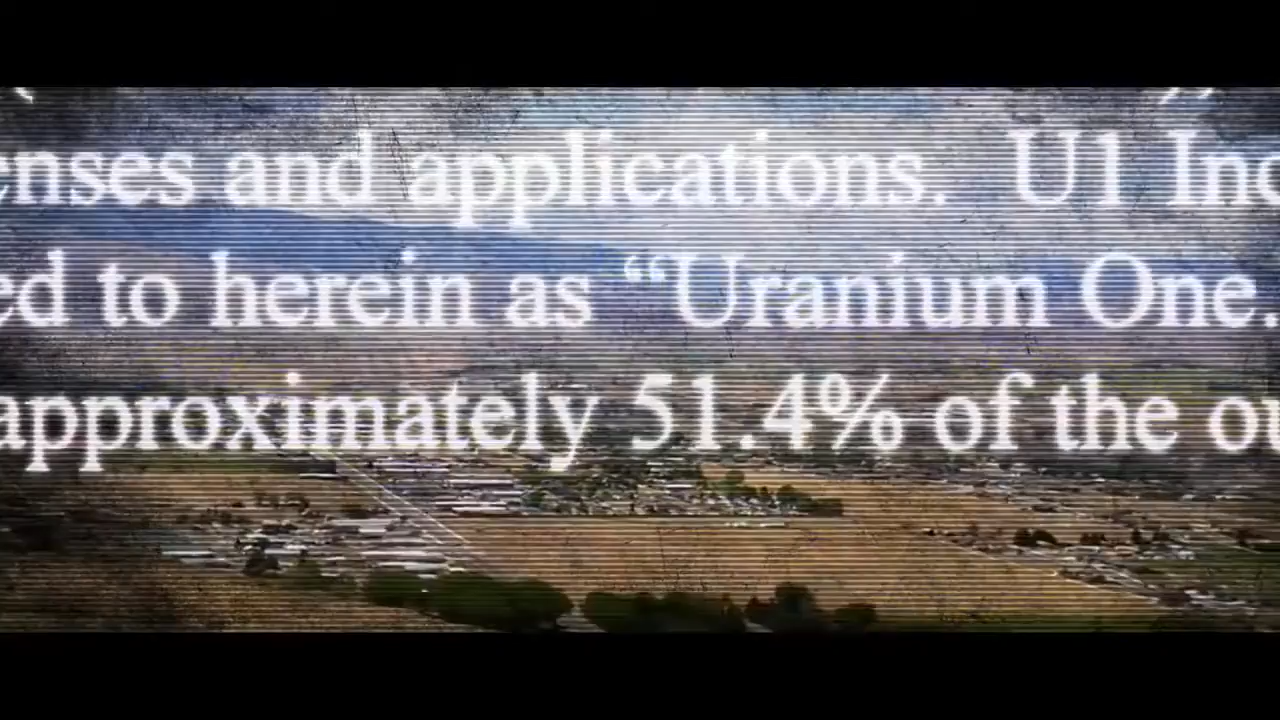 enses and applications. U1 Inc
ed to herein as “Uranium One.
approximately 51.4% of the ou